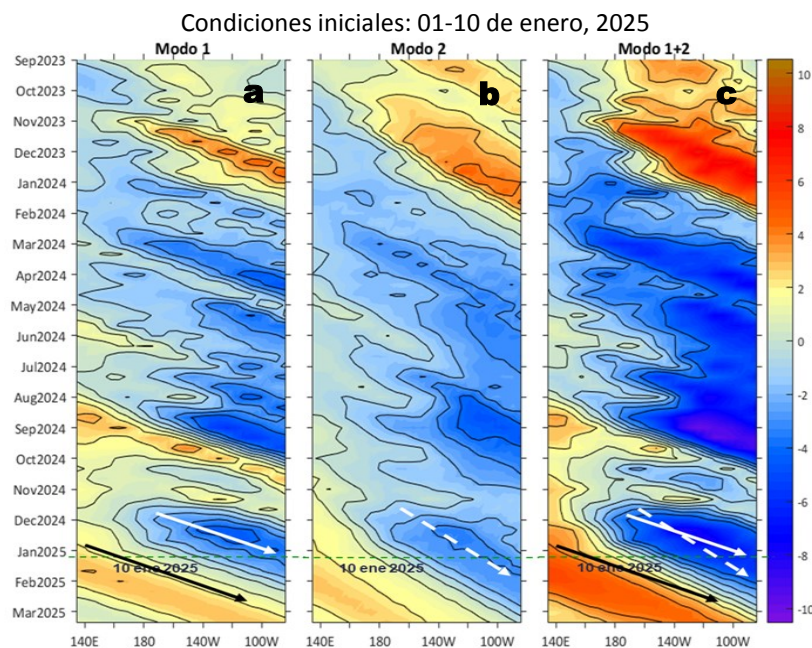 Condiciones iniciales: 01-10 de enero, 2025
Modo 1 Modo 2 Modo 1+2
a b c
Sep2023
Oct2023
Nov2023
Dec2023
Jan2024
Feb2024
Mar2024
Apr2024
May2024
Jun2024
Jul2024
Aug2024
Sep2024
Oct2024
Nov2024
Dec2024
Jan2025
Feb2025
Mar2025
10 ene 2025 10 ene 2025 10 ene 2025
140E 180 140W 100W 140E 180 140W 100W 140E 180 140W 100W
10
8
6
4
2
0
-2
-4
-6
-8
-10